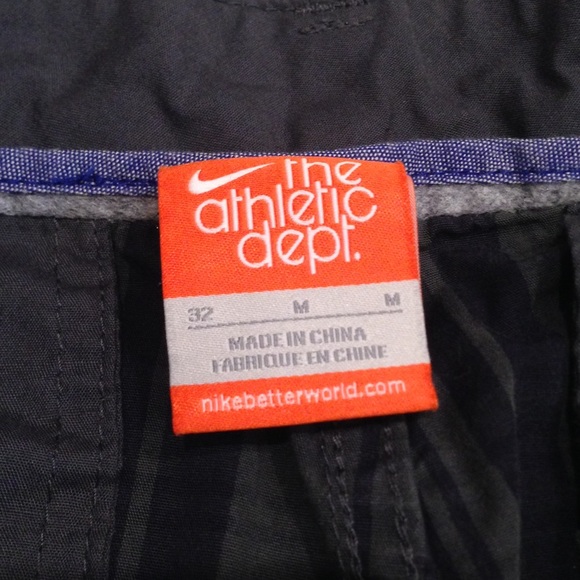 the
athletic
dept.
32 M M
MADE IN CHINA
FABRIQUE EN CHINE
nikebetterworld.com